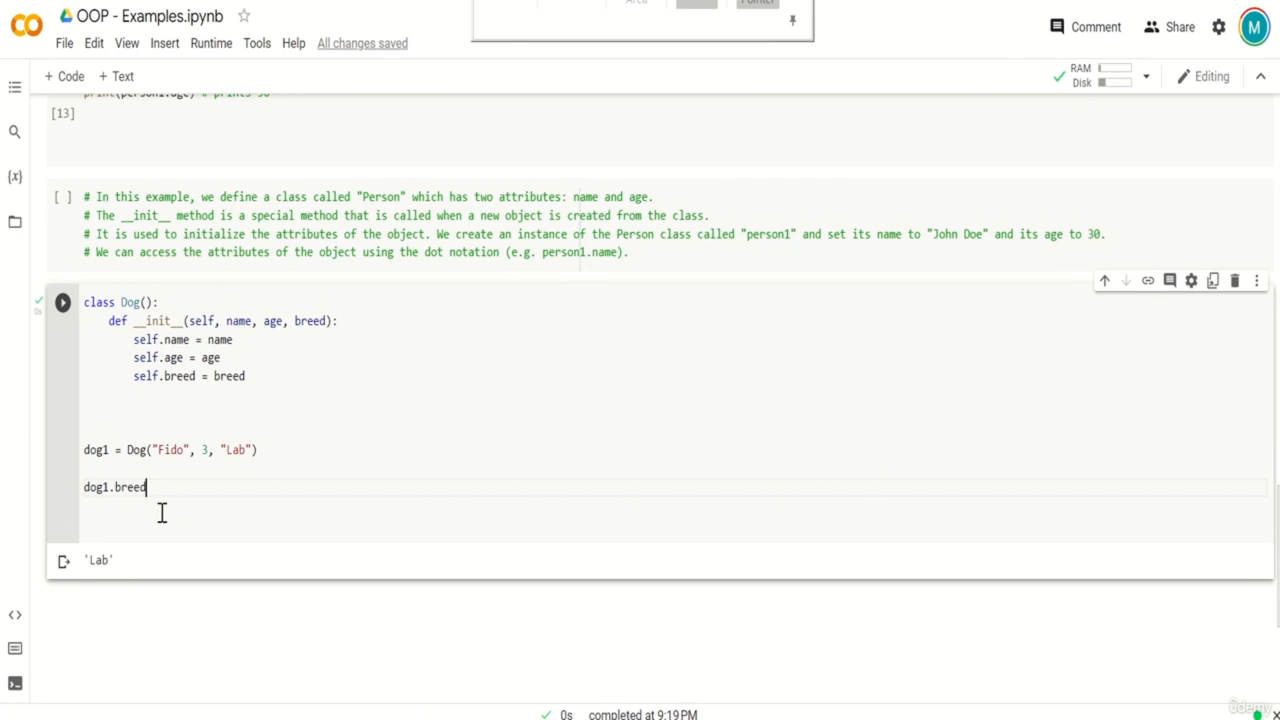 OOP - Examples.ipynb
Comment
Share
M
File Edit View Insert Runtime Tools Help All changes saved
+ Code + Text
RAM
Disk
Editing
print(person1.age) # prints 30
[13]
[ ]
# In this example, we define a class called "Person" which has two attributes: name and age.
# The __init__ method is a special method that is called when a new object is created from the class.
# It is used to initialize the attributes of the object. We create an instance of the Person class called "person1" and set its name to "John Doe" and its age to 30.
# We can access the attributes of the object using the dot notation (e.g. person1.name).
0s
class Dog():
def __init__(self, name, age, breed):
self.name = name
self.age = age
self.breed = breed
dog1 = Dog("Fido", 3, "Lab")
dog1.breed
'Lab'
0s completed at 9:19 PM
ûdemy